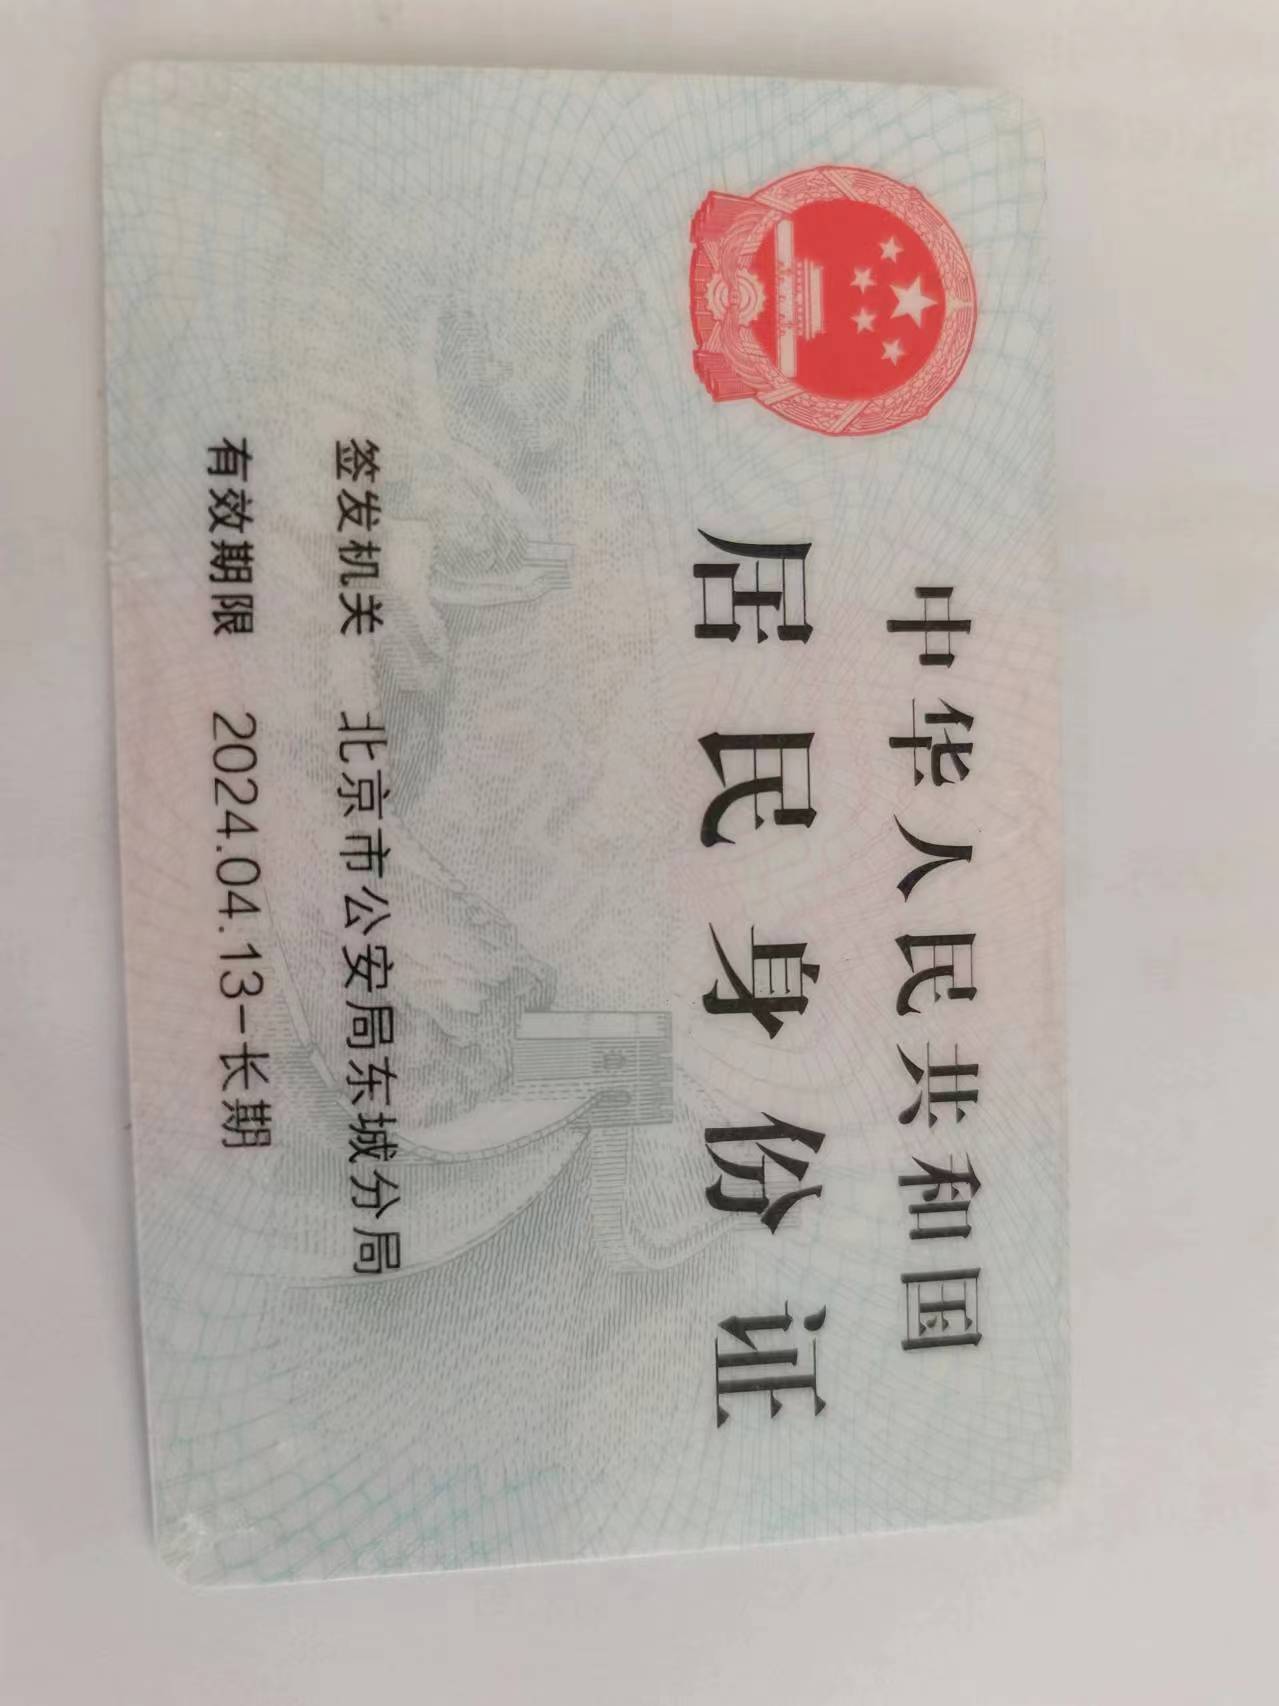 中华人民共和国
居民身份证
签发机关 北京市公安局东城分局
有效期限 2024.04.13-长期